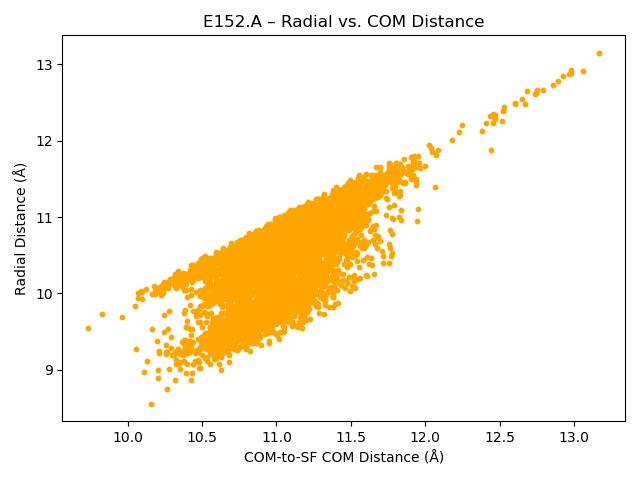 E152.A – Radial vs. COM Distance
Radial Distance (Å)
13
12
11
10
9
10.0 10.5 11.0 11.5 12.0 12.5 13.0
COM-to-SF COM Distance (Å)